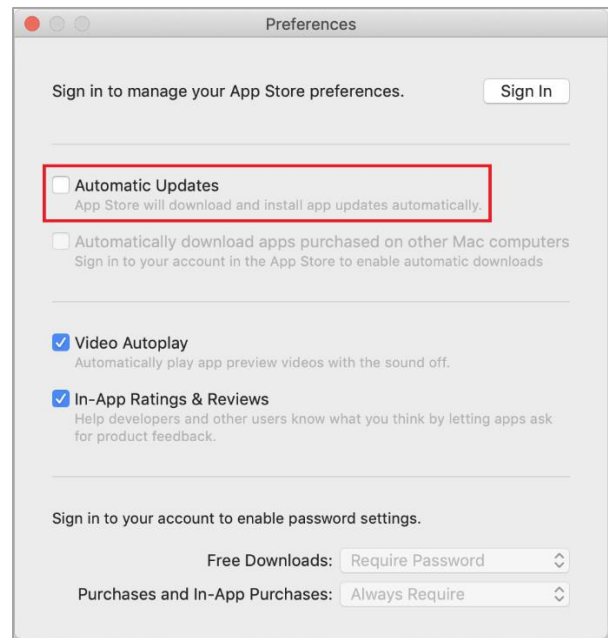 Preferences
Sign in to manage your App Store preferences. Sign In
Automatic Updates
App Store will download and install app updates automatically.
Automatically download apps purchased on other Mac computers
Sign in to your account in the App Store to enable automatic downloads
Video Autoplay
Automatically play app preview videos with the sound off.
In-App Ratings & Reviews
Help developers and other users know what you think by letting apps ask
for product feedback.
Sign in to your account to enable password settings.
Free Downloads: Require Password
Purchases and In-App Purchases: Always Require